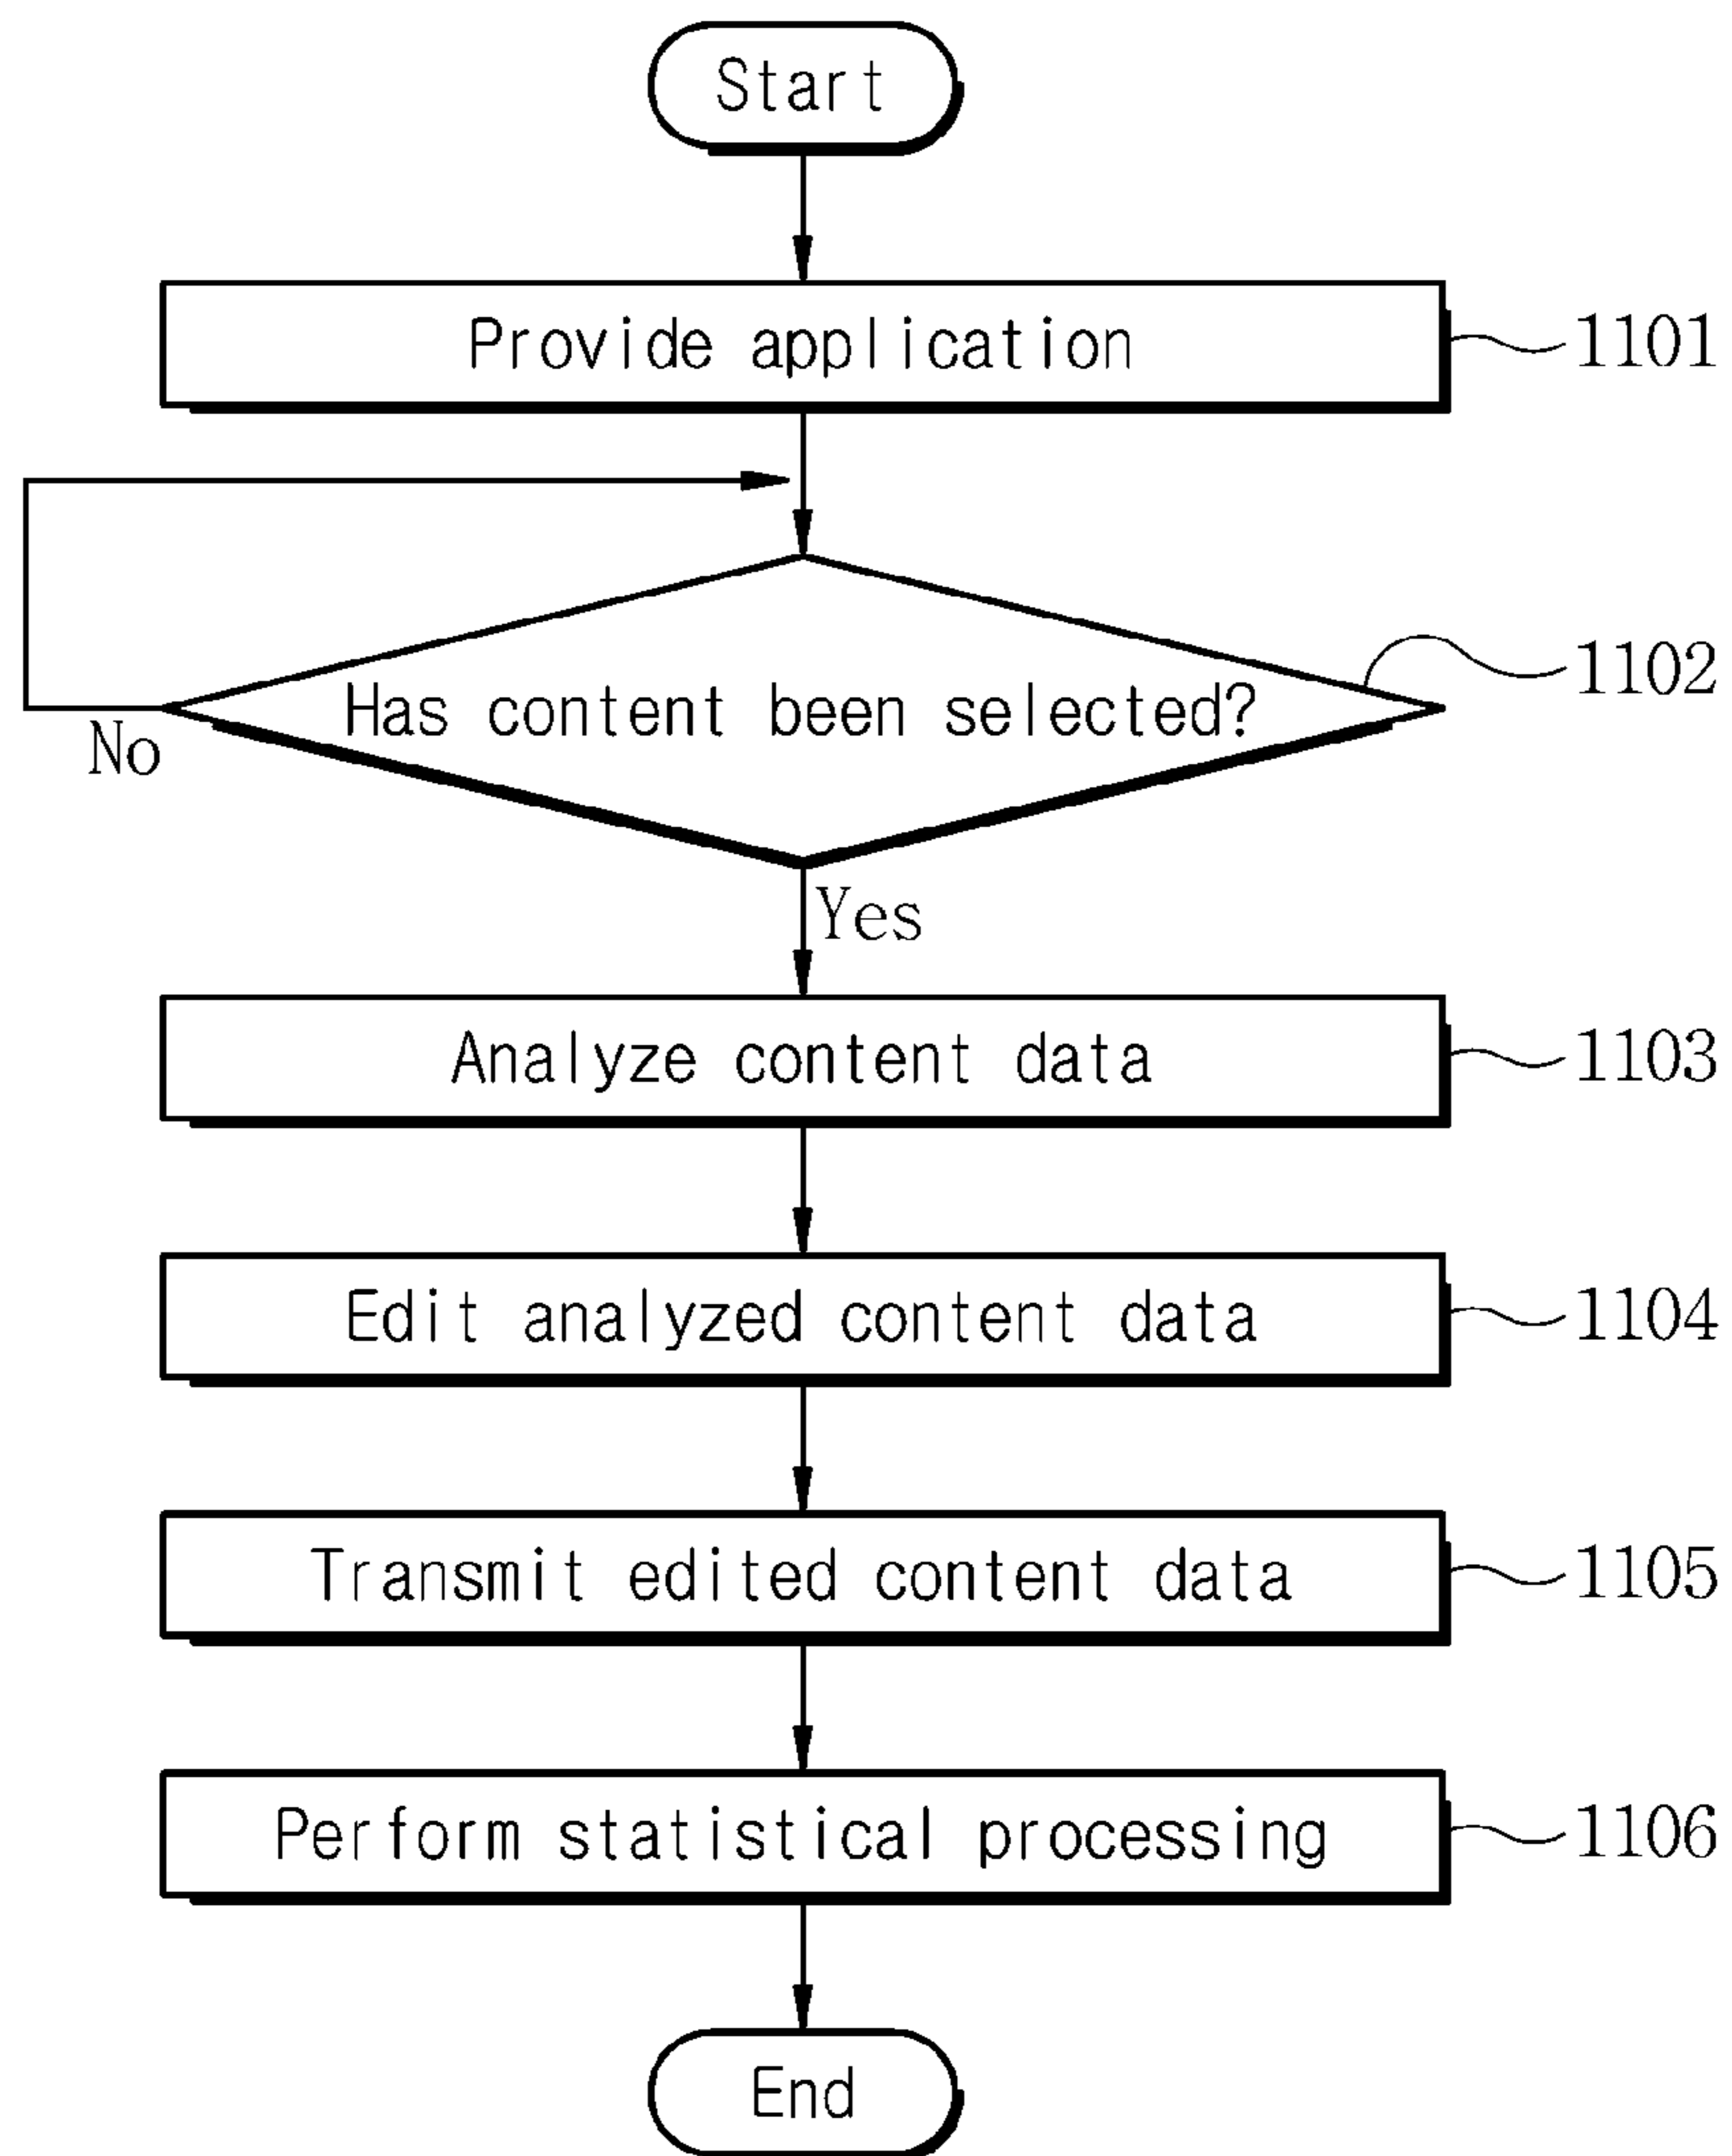 Start
Provide application
1101
Has content been selected?
1102
No
Yes
Analyze content data
1103
Edit analyzed content data
1104
Transmit edited content data
1105
Perform statistical processing
1106
End